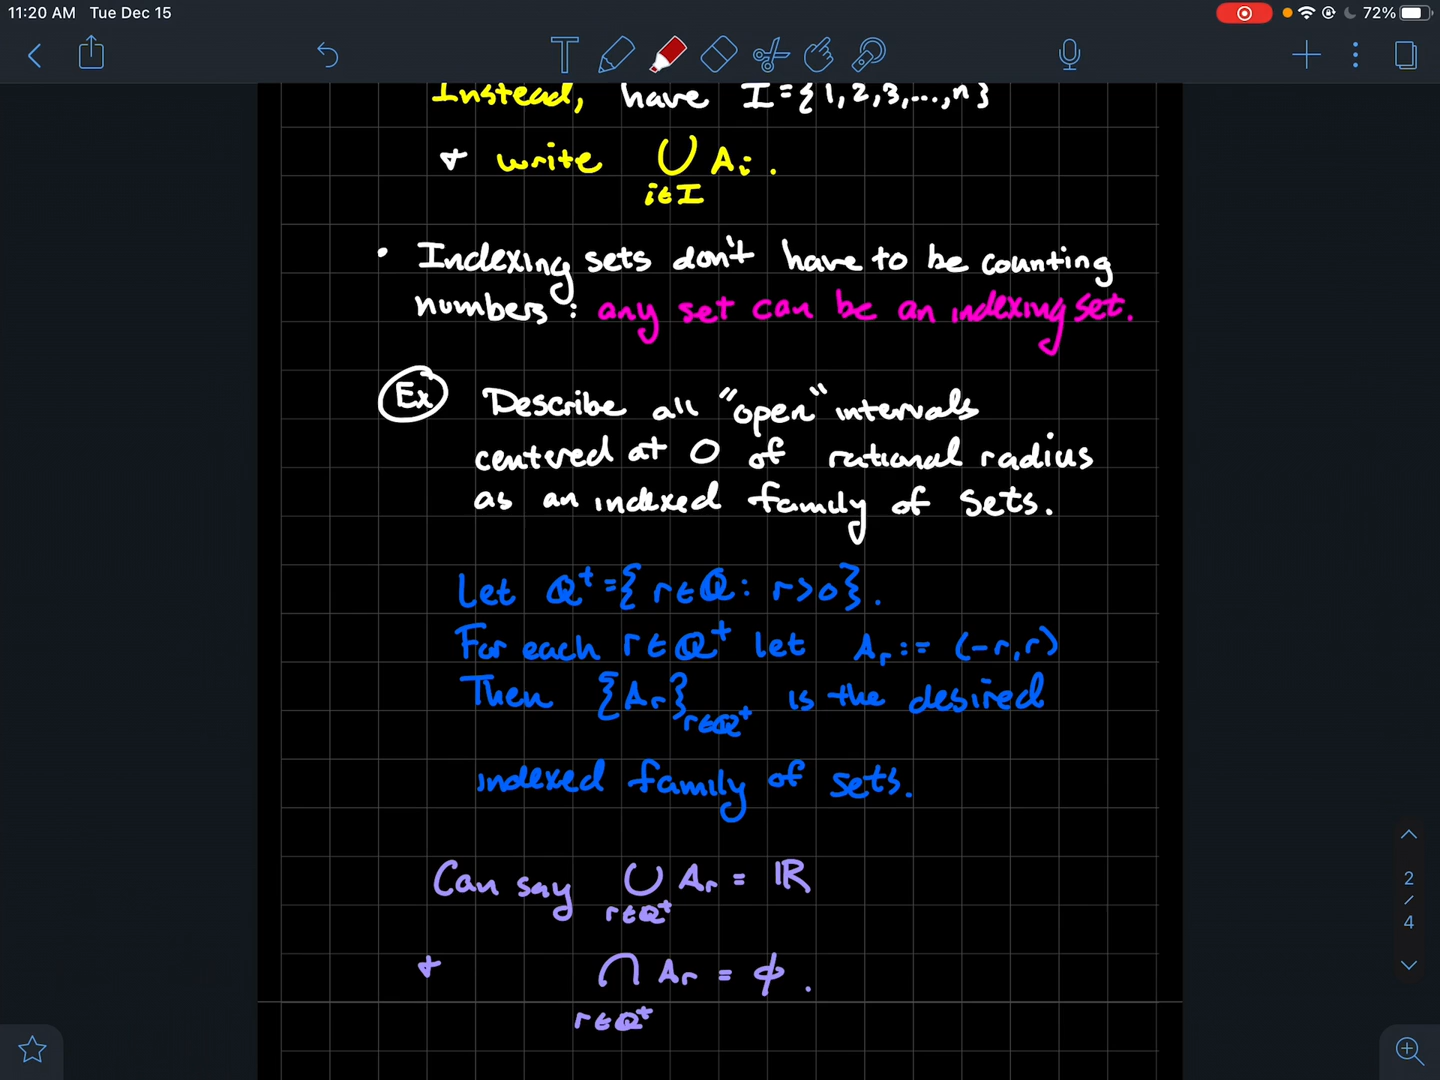 11:20 AM Tue Dec 15
72%
T
Instead, have I={1,2,3,...,n}
& write ∪ Ai.
i∈I
• Indexing sets don't have to be counting
numbers: any set can be an indexing set.
Ex Describe all "open" intervals
centered at 0 of rational radius
as an indexed family of sets.
Let ℚ⁺={r∈ℚ: r>0}.
For each r∈ℚ⁺ let Aᵣ:= (-r,r)
Then {Aᵣ}r∈ℚ⁺ is the desired
indexed family of sets.
Can say ∪ Aᵣ = ℝ
r∈ℚ⁺
& ∩ Aᵣ = ϕ.
r∈ℚ⁺
2
/
4